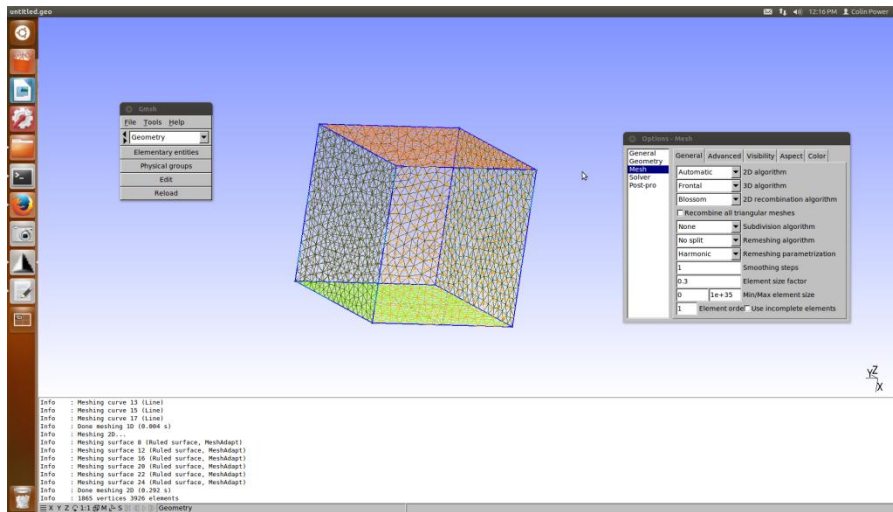 untitled.geo
12:16 PM Colin Power
Gmsh
File Tools Help
Geometry
Elementary entities
Physical groups
Edit
Reload
Options - Mesh
General
Geometry
Mesh
Solver
Post-pro
General Advanced Visibility Aspect Color
Automatic 2D algorithm
Frontal 3D algorithm
Blossom 2D recombination algorithm
Recombine all triangular meshes
None Subdivision algorithm
No split Remeshing algorithm
Harmonic Remeshing parametrization
1 Smoothing steps
0.3 Element size factor
0 1e+35 Min/Max element size
1 Element orde Use incomplete elements
YZ
X
Info : Meshing curve 13 (Line)
Info : Meshing curve 15 (Line)
Info : Meshing curve 17 (Line)
Info : Done meshing 1D (0.004 s)
Info : Meshing 2D...
Info : Meshing surface 8 (Ruled surface, MeshAdapt)
Info : Meshing surface 12 (Ruled surface, MeshAdapt)
Info : Meshing surface 16 (Ruled surface, MeshAdapt)
Info : Meshing surface 20 (Ruled surface, MeshAdapt)
Info : Meshing surface 22 (Ruled surface, MeshAdapt)
Info : Meshing surface 24 (Ruled surface, MeshAdapt)
Info : Done meshing 2D (0.292 s)
Info : 1865 vertices 3926 elements
X Y Z 1:1 M S Geometry